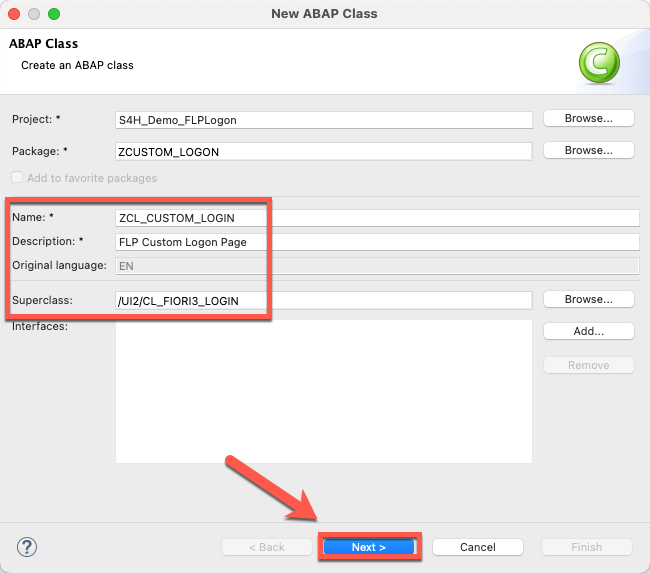 New ABAP Class
ABAP Class
Create an ABAP class
C
Project: * S4H_Demo_FLPLogon Browse...
Package: * ZCUSTOM_LOGON Browse...
Add to favorite packages
Name: * ZCL_CUSTOM_LOGIN
Description: * FLP Custom Logon Page
Original language: EN
Superclass: /UI2/CL_FIORI3_LOGIN Browse...
Interfaces: Add...
Remove
? < Back Next > Cancel Finish